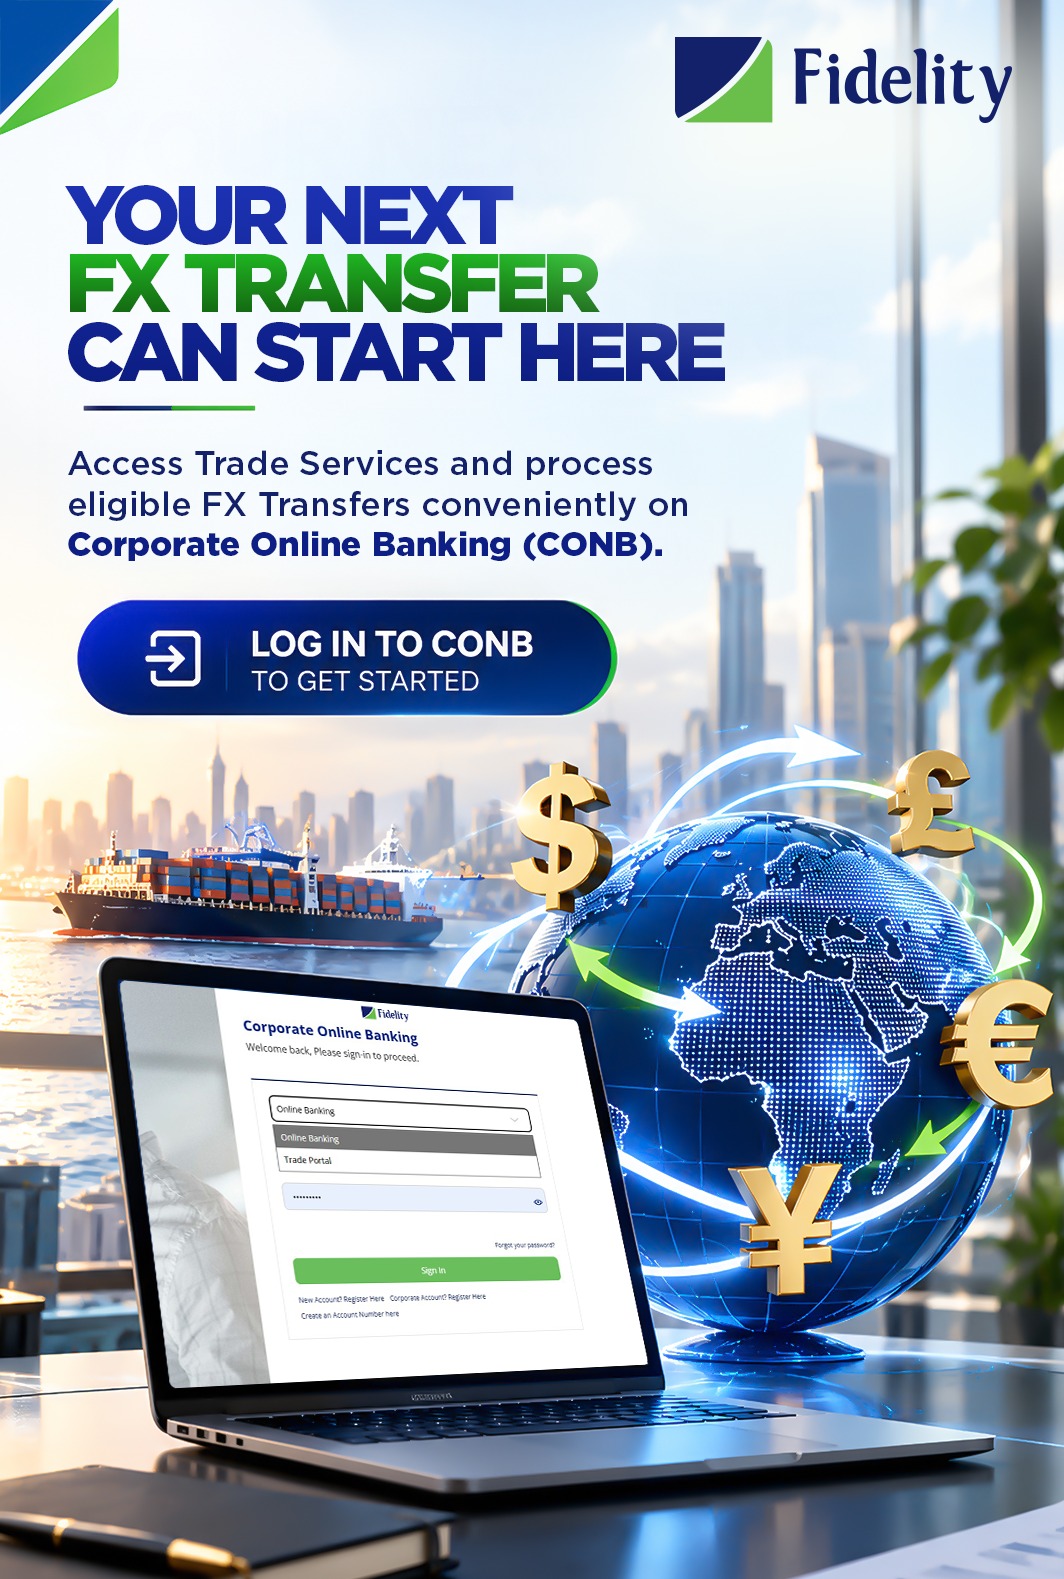 Fidelity
YOUR NEXT
FX TRANSFER
CAN START HERE
Access Trade Services and process
eligible FX Transfers conveniently on
Corporate Online Banking (CONB).
LOG IN TO CONB
TO GET STARTED
$
£
€
¥
Fidelity
Corporate Online Banking
Welcome back, Please sign-in to proceed.
Online Banking
Online Banking
Trade Portal
Forgot your password?
Sign In
New Account? Register Here Corporate Account? Register Here
Create an Account Number here